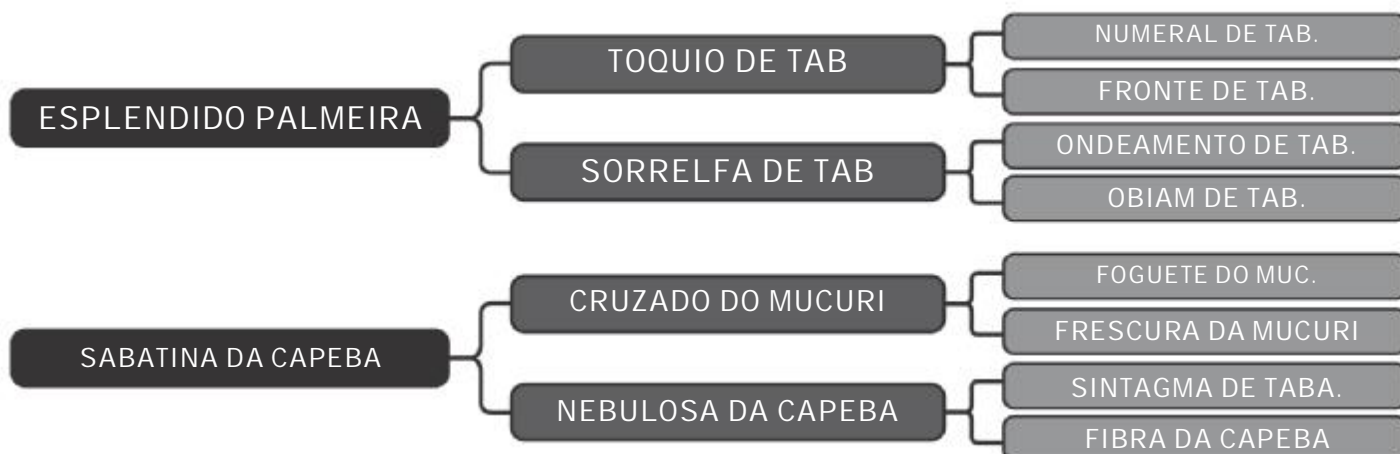 ESPLENDIDO PALMEIRA
TOQUIO DE TAB
SORRELFA DE TAB
NUMERAL DE TAB.
FRONTE DE TAB.
ONDEAMENTO DE TAB.
OBIAM DE TAB.
SABATINA DA CAPEBA
CRUZADO DO MUCURI
NEBULOSA DA CAPEBA
FOGUETE DO MUC.
FRESCURA DA MUCURI
SINTAGMA DE TABA.
FIBRA DA CAPEBA